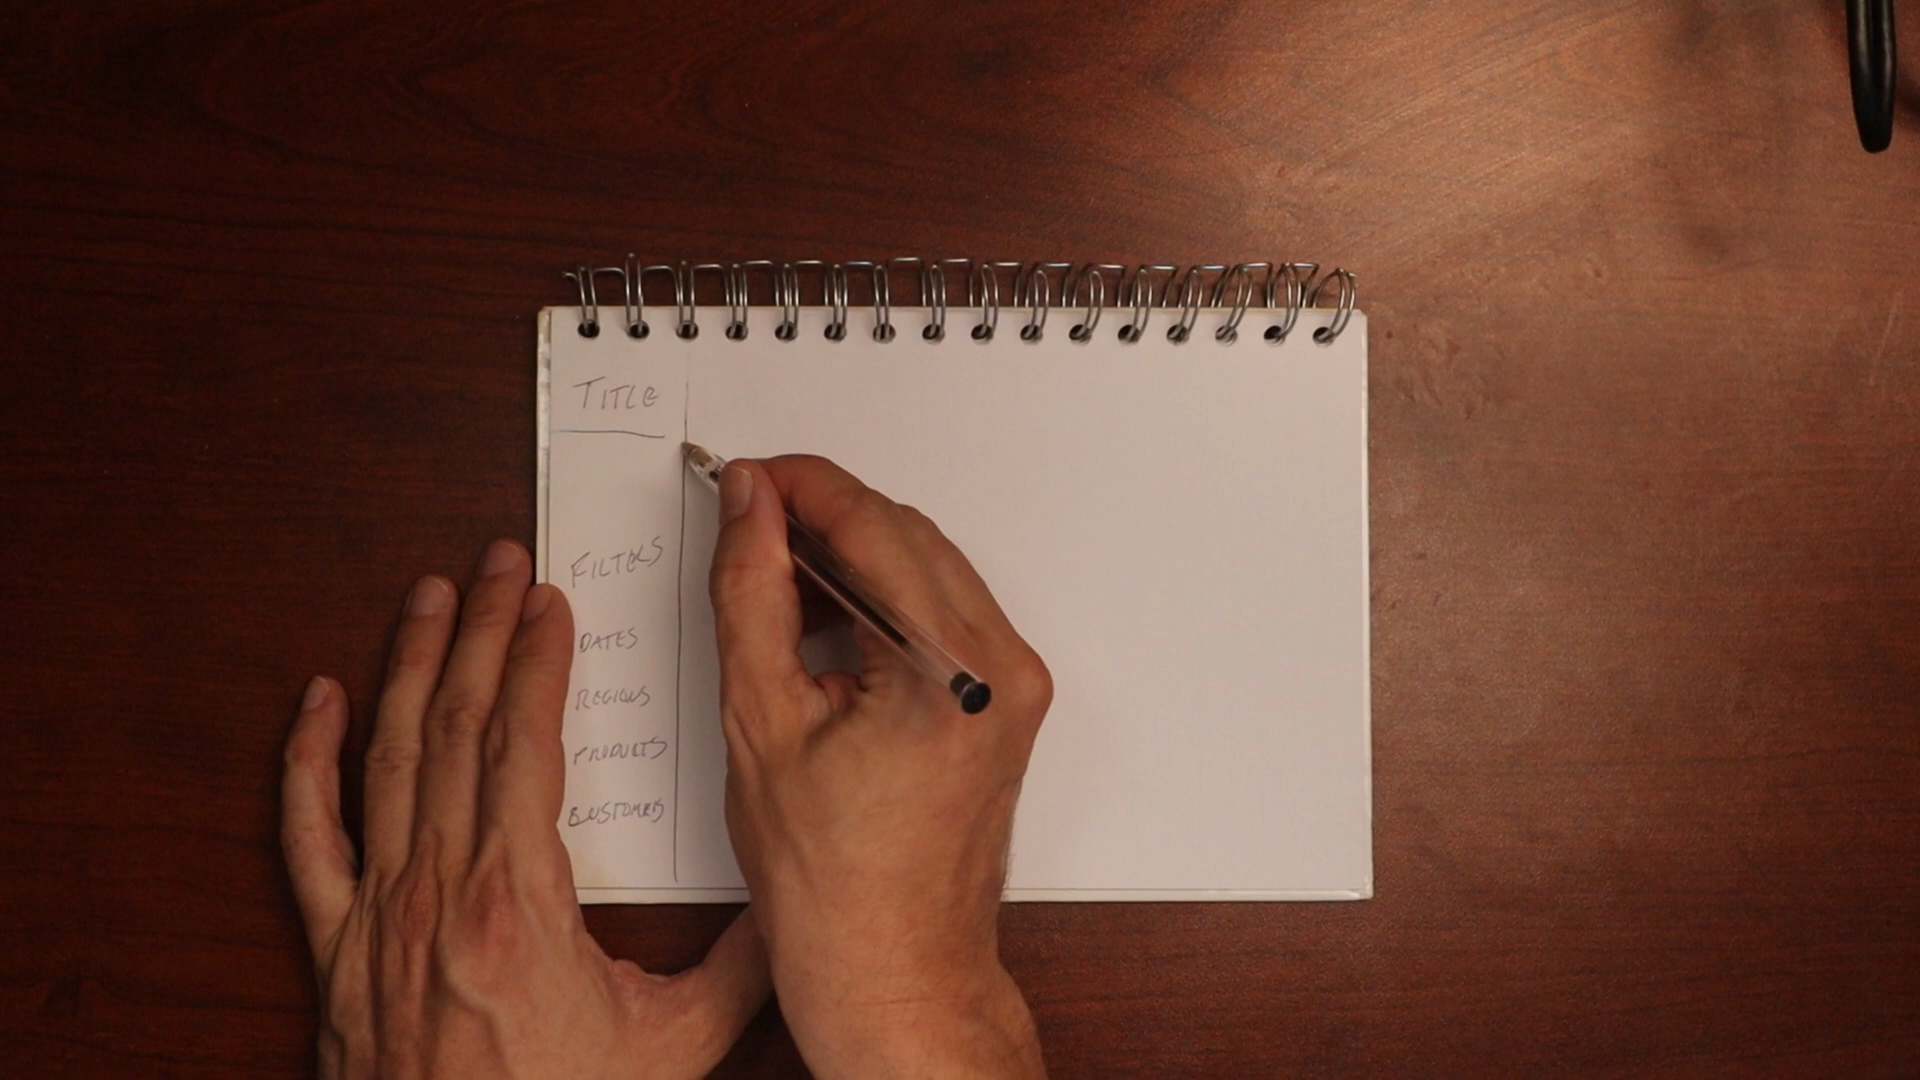 TITLE
FILTERS
DATES
REGIONS
PRODUCTS
CUSTOMERS